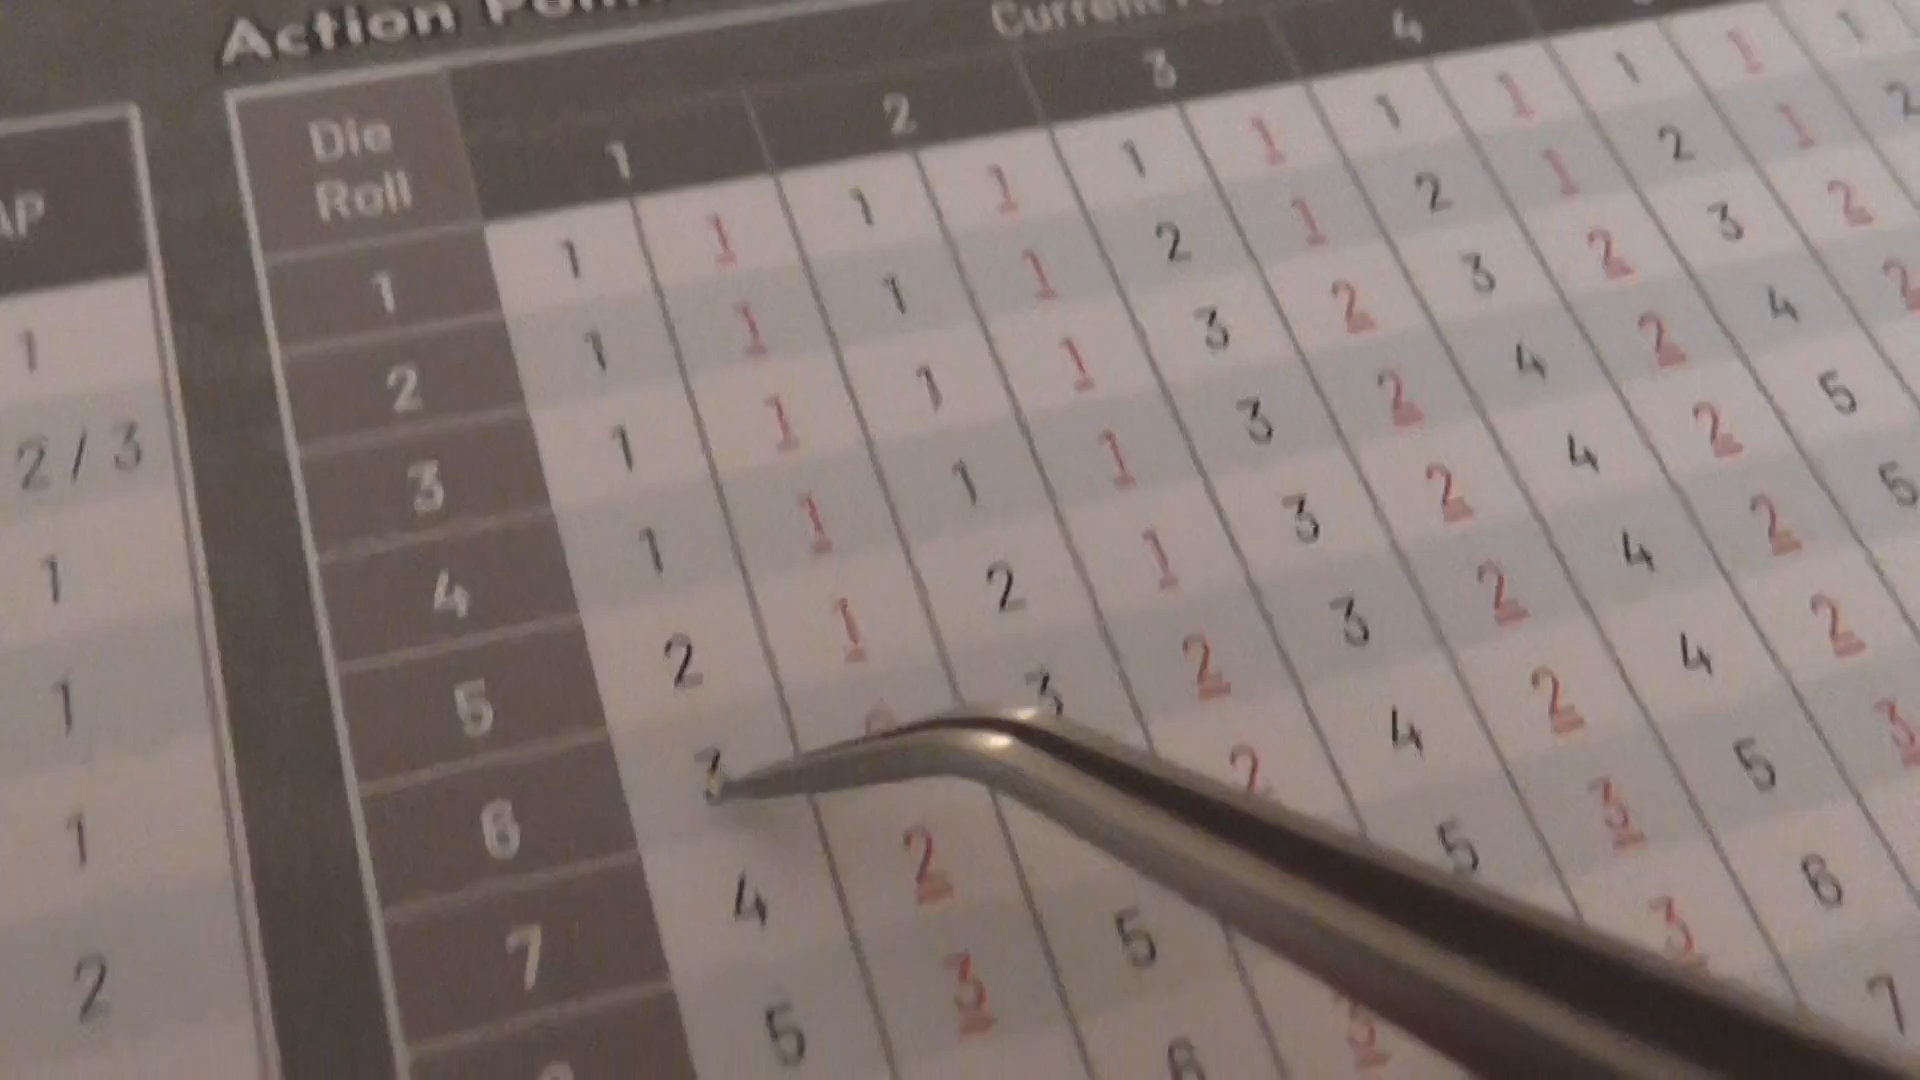 Action
Current
Die Roll
1 2 3 4
1 1 1 1 1 1 1 1 1 1 1 1
2 1 1 1 1 2 1 2 1 2 1 2
3 1 1 1 1 3 2 3 2 3 2
4 1 1 1 1 3 2 4 2 4 2
5 2 1 2 1 3 2 4 2 5
6 3 3 2 3 2 4 2 5
7 4 2 2 4 2 4 2
5 3 5 5 3 5 3
6 3 3 6
7
AP
1
2 / 3
1
1
1
2